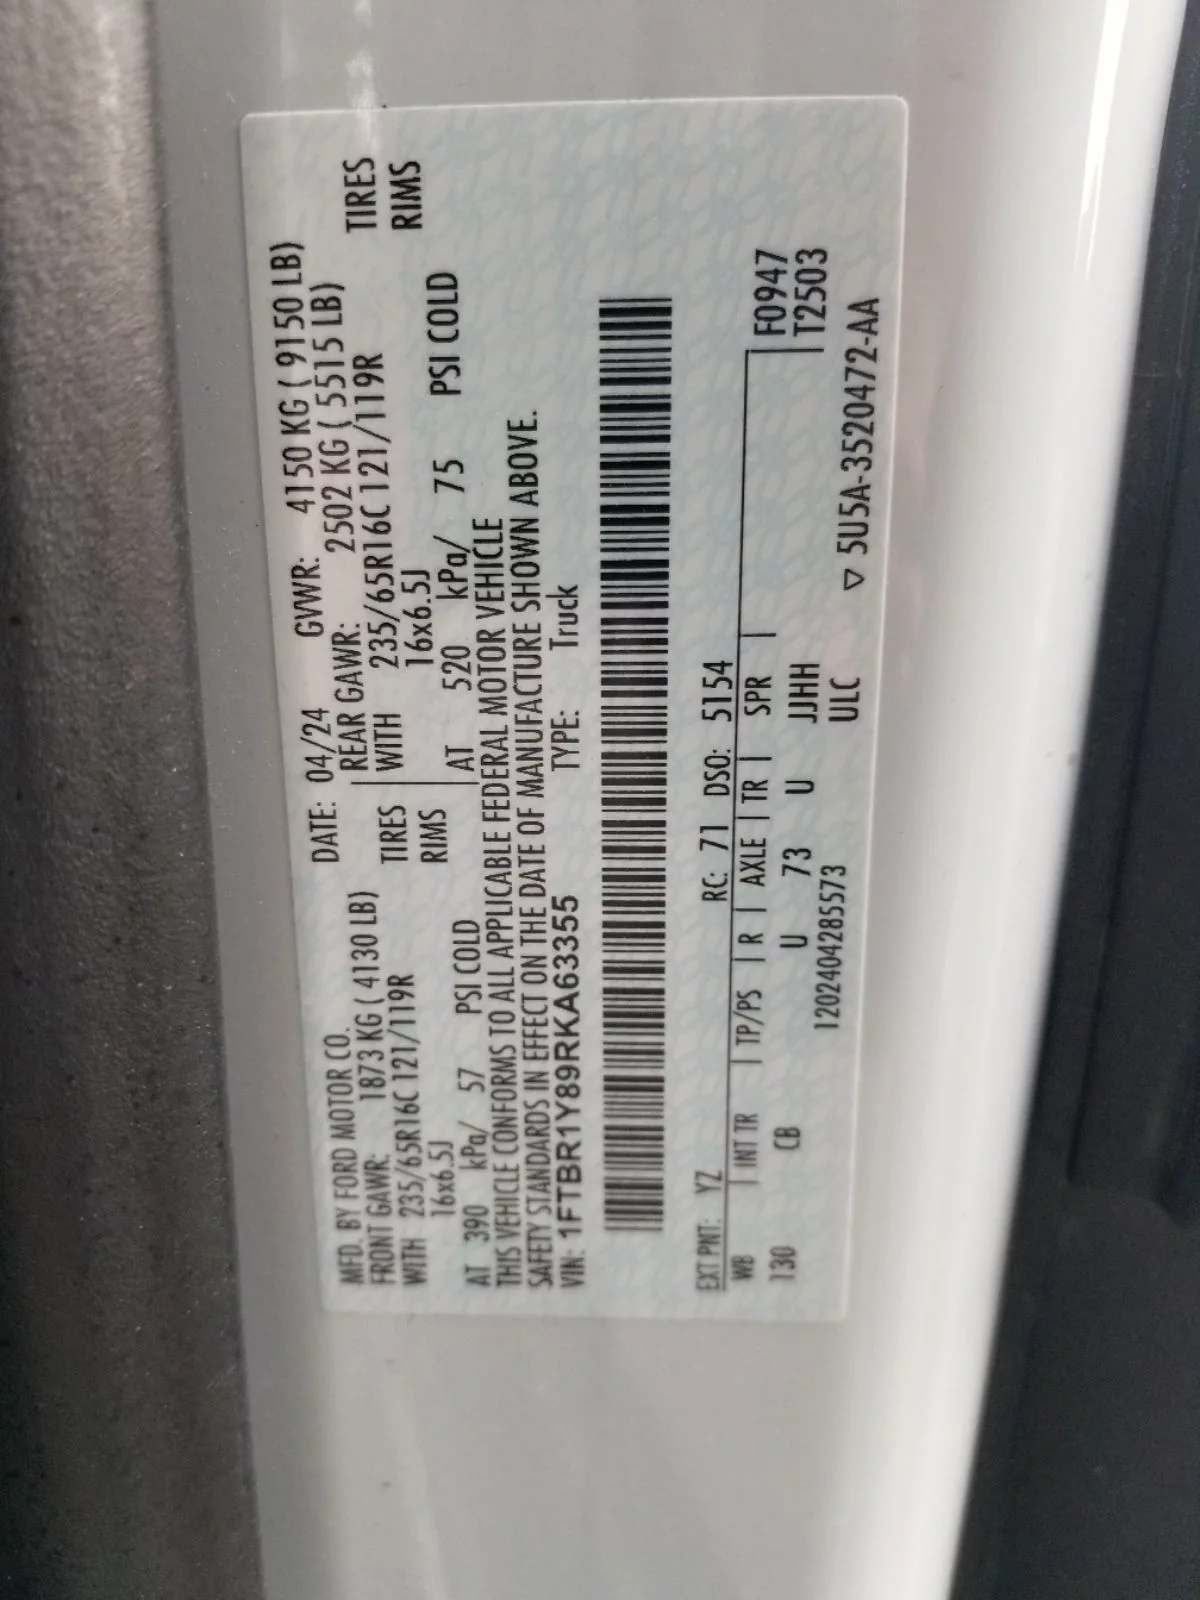 MFD. BY FORD MOTOR CO. DATE: 04/24 GVWR: 4150 KG ( 9150 LB)
FRONT GAWR: 1873 KG ( 4130 LB) REAR GAWR: 2502 KG ( 5515 LB)
WITH 235/65R16C 121/119R TIRES WITH 235/65R16C 121/119R TIRES
16x6.5J RIMS 16x6.5J RIMS
AT 390 kPa/ 57 PSI COLD AT 520 kPa/ 75 PSI COLD
THIS VEHICLE CONFORMS TO ALL APPLICABLE FEDERAL MOTOR VEHICLE
SAFETY STANDARDS IN EFFECT ON THE DATE OF MANUFACTURE SHOWN ABOVE.
VIN: 1FTBR1Y89RKA63355 TYPE: Truck
EXT PNT: YZ RC: 71 DSO: 5154
WB | INT TR | TP/PS | R | AXLE | TR | SPR | F0947
130 CB U 73 U JJHH T2503
1202404285573 ULC ▽ 5U5A-3520472-AA